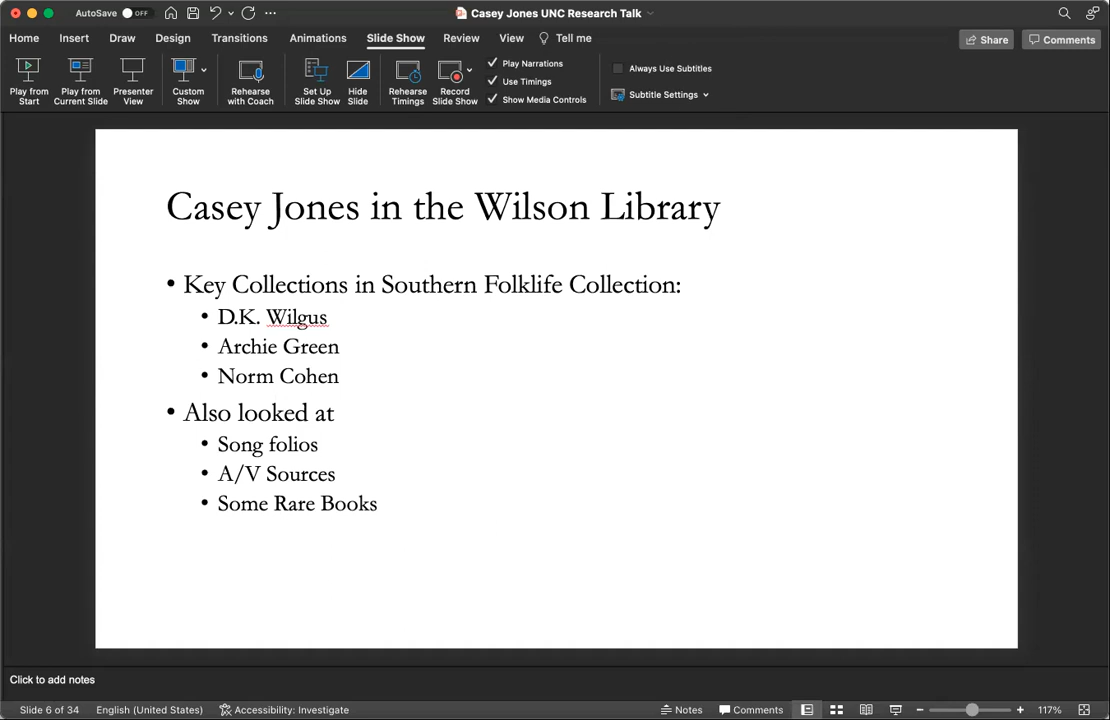 AutoSave OFF Casey Jones UNC Research Talk
Home Insert Draw Design Transitions Animations Slide Show Review View Tell me Share Comments
Play from Start
Play from Current Slide
Presenter View
Custom Show
Rehearse with Coach
Set Up Slide Show
Hide Slide
Rehearse Timings
Record Slide Show
Play Narrations
Use Timings
Show Media Controls
Always Use Subtitles
Subtitle Settings
Casey Jones in the Wilson Library
• Key Collections in Southern Folklife Collection:
• D.K. Wilgus
• Archie Green
• Norm Cohen
• Also looked at
• Song folios
• A/V Sources
• Some Rare Books
Click to add notes
Slide 6 of 34 English (United States) Accessibility: Investigate Notes Comments 117%